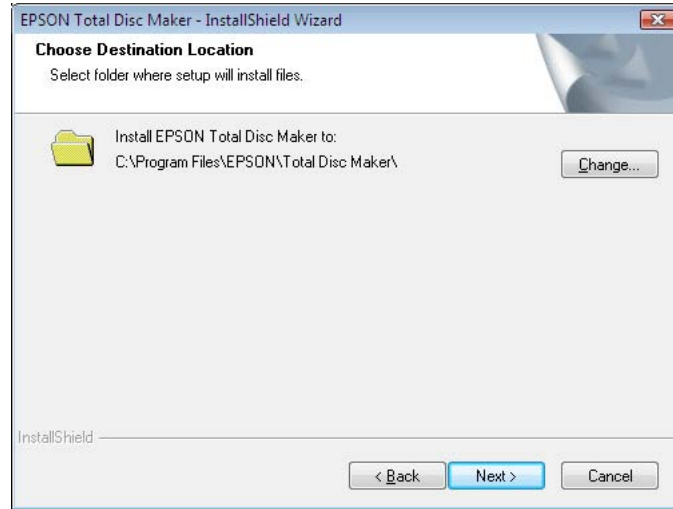 EPSON Total Disc Maker - InstallShield Wizard
Choose Destination Location
Select folder where setup will install files.
Install EPSON Total Disc Maker to:
C:\Program Files\EPSON\Total Disc Maker\
Change...
InstallShield
< Back
Next >
Cancel